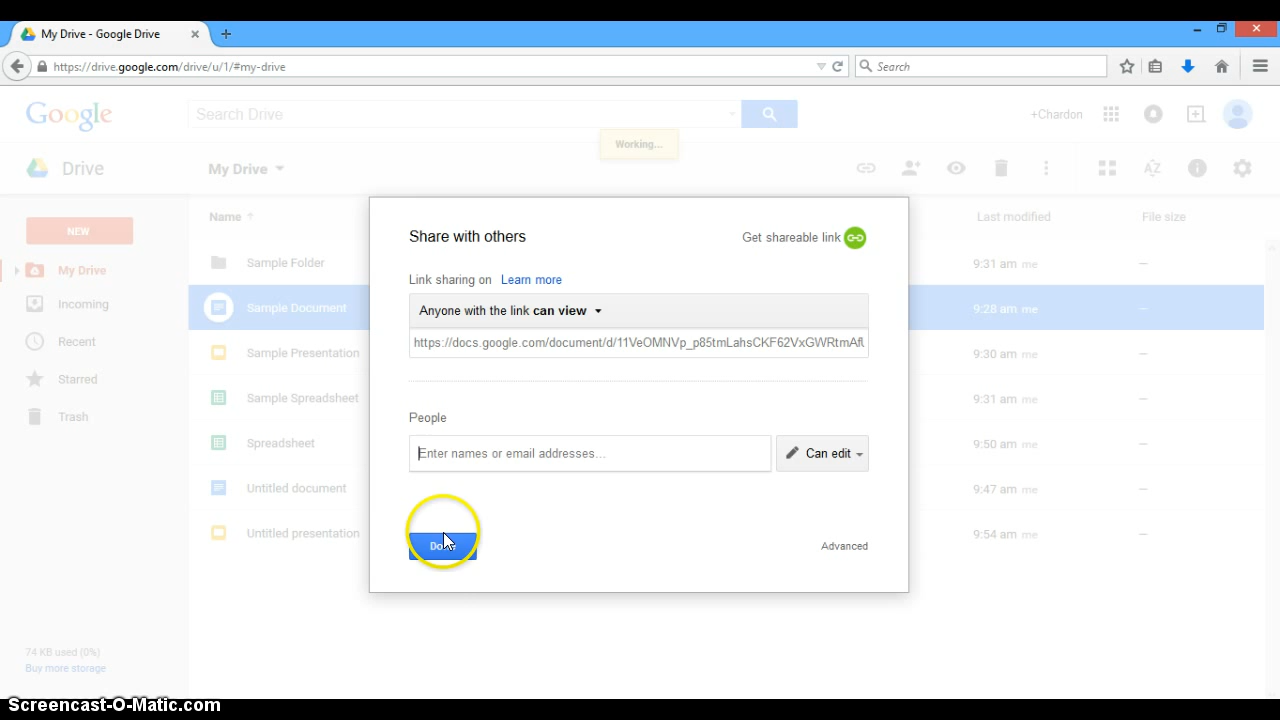 My Drive - Google Drive
https://drive.google.com/drive/u/1/#my-drive
Search
Google
Search Drive
+Chardon
Working...
Drive
My Drive
NEW
My Drive
Incoming
Recent
Starred
Trash
74 KB used (0%)
Buy more storage
Name
Last modified
File size
Sample Folder
9:31 am me
—
Sample Document
9:28 am me
—
Sample Presentation
9:30 am me
—
Sample Spreadsheet
9:31 am me
—
Spreadsheet
9:50 am me
—
Untitled document
9:47 am me
—
Untitled presentation
9:54 am me
—
Share with others
Get shareable link
Link sharing on Learn more
Anyone with the link can view
https://docs.google.com/document/d/11VeOMNVp_p85tmLahsCKF62VxGWRtmAfl
People
Enter names or email addresses...
Can edit
Advanced
Screencast-O-Matic.com